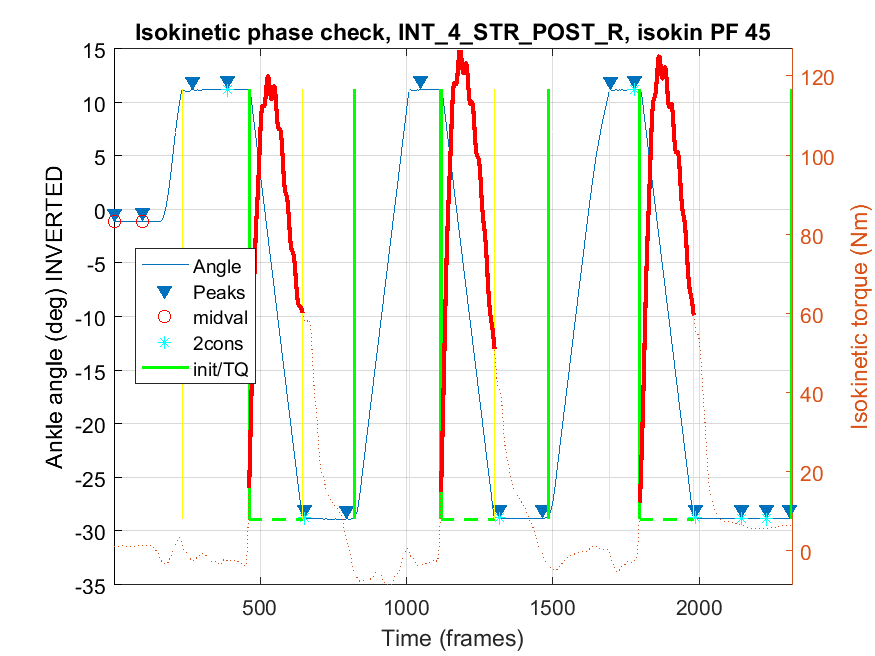 Isokinetic phase check, INT_4_STR_POST_R, isokin PF 45
Ankle angle (deg) INVERTED
15
10
5
0
-5
-10
-15
-20
-25
-30
-35
Angle
Peaks
midval
2cons
init/TQ
120
100
80
60
40
20
0
Isokinetic torque (Nm)
500
1000
1500
2000
Time (frames)